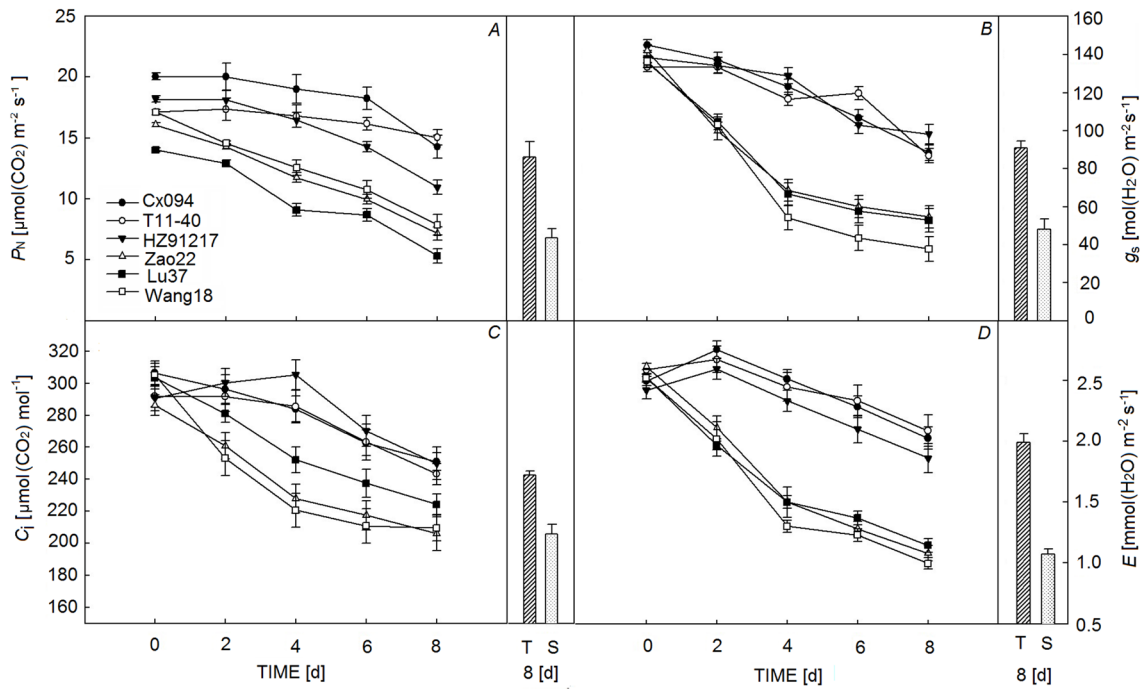 25
20
15
10
5
P_N [µmol(CO₂) m⁻² s⁻¹]
A
Cx094
T11-40
HZ91217
Zao22
Lu37
Wang18
B
160
140
120
100
80
60
40
20
0
g_s [mol(H₂O) m⁻²s⁻¹]
320
300
280
260
240
220
200
180
160
C_i [µmol(CO₂) mol⁻¹]
C
0 2 4 6 8
TIME [d]
T S
8 [d]
D
2.5
2.0
1.5
1.0
0.5
E [mmol(H₂O) m⁻² s⁻¹]
0 2 4 6 8
TIME [d]
T S
8 [d]